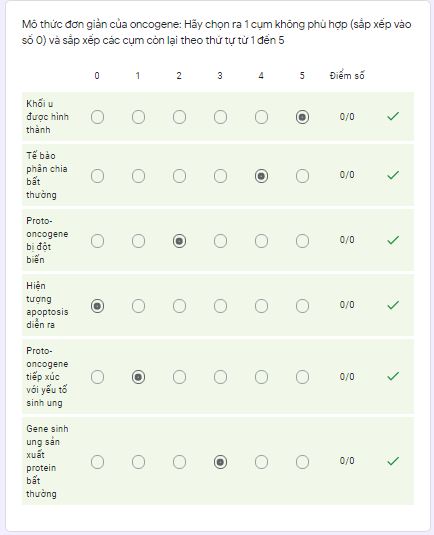 Mô thức đơn giản của oncogene: Hãy chọn ra 1 cụm không phù hợp (sắp xếp vào
số 0) và sắp xếp các cụm còn lại theo thứ tự từ 1 đến 5
0 1 2 3 4 5 Điểm số
Khối u
được hình
thành
0/0
Tế bào
phân chia
bất
thường
0/0
Proto-
oncogene
bị đột
biến
0/0
Hiện
tượng
apoptosis
diễn ra
0/0
Proto-
oncogene
tiếp xúc
với yếu tố
sinh ung
0/0
Gene sinh
ung sản
xuất
protein
bất
thường
0/0